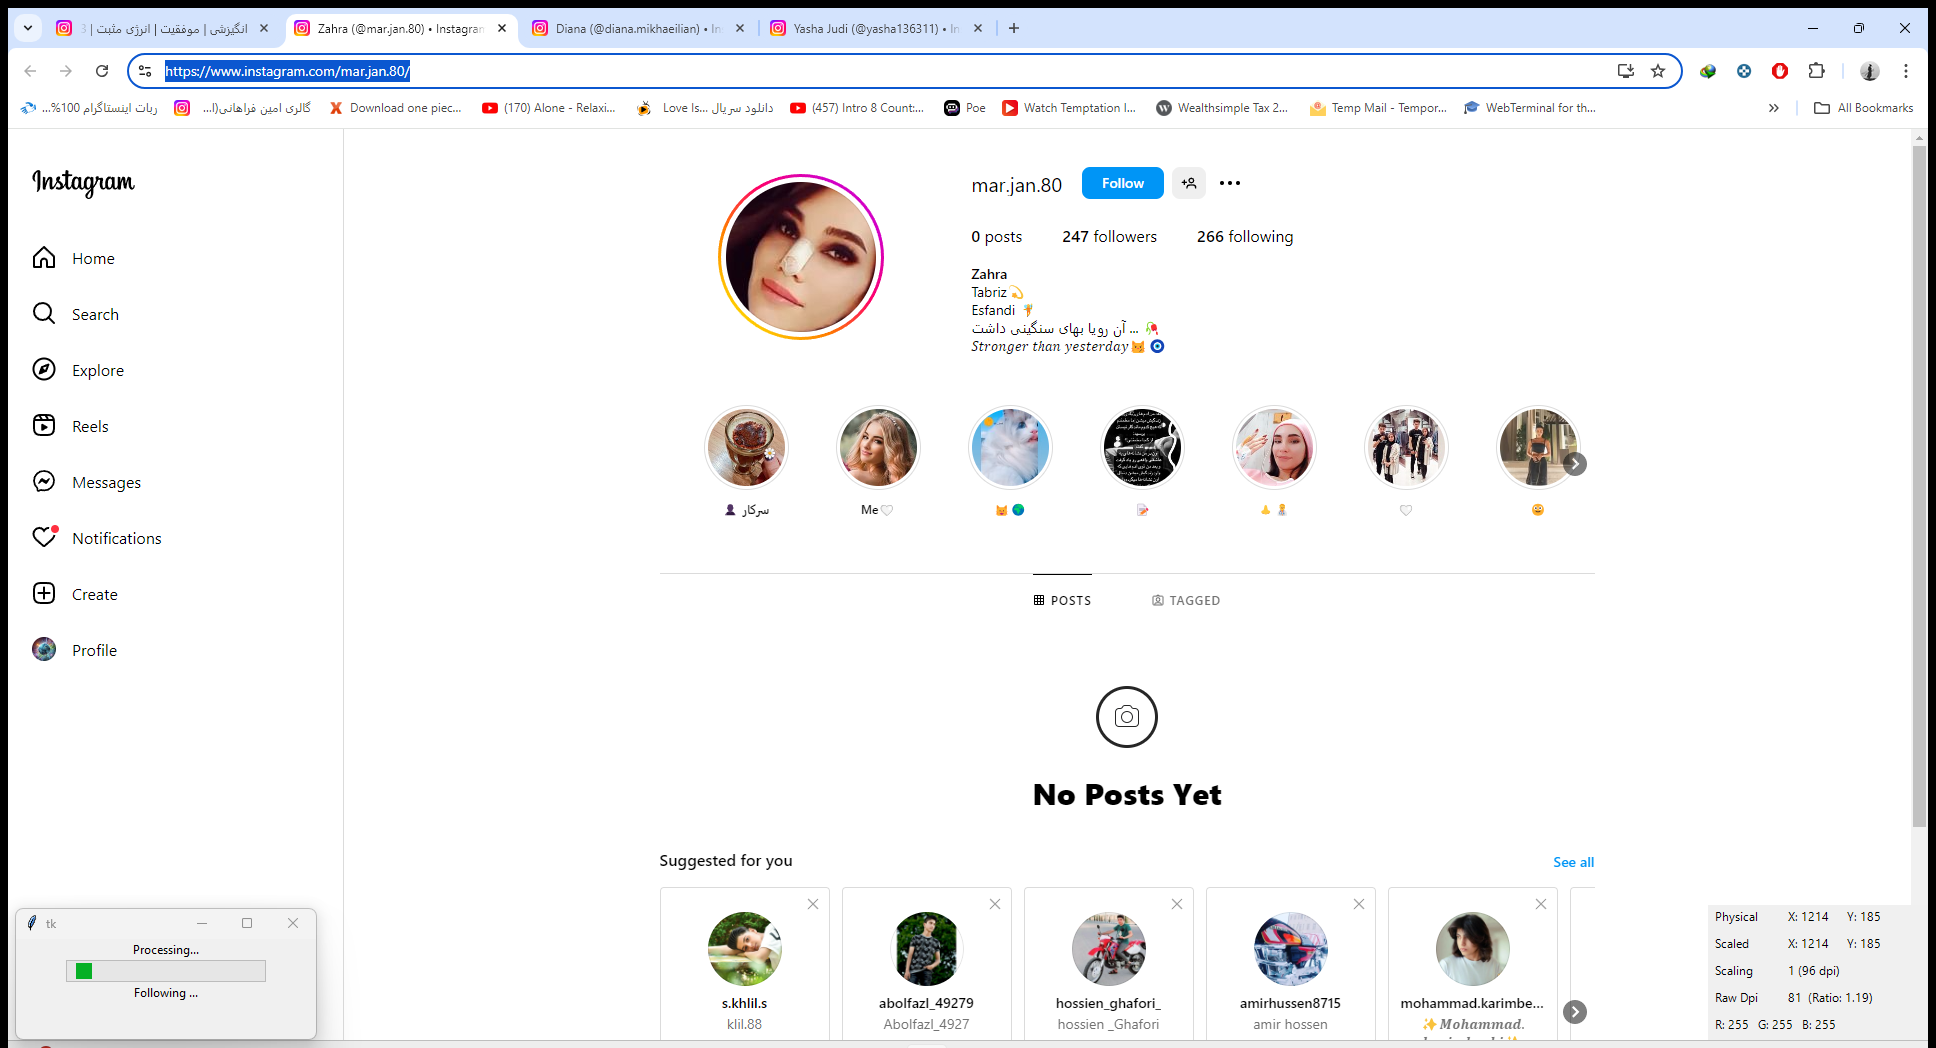 انگیزشی | موفقیت | انرژی مثبت | 3
Zahra (@mar.jan.80) • Instagram
Diana (@diana.mikhaeilian) • In
Yasha Judi (@yasha136311) • In
https://www.instagram.com/mar.jan.80/
ربات اینستاگرام 100%...
گالری امین فراهانی(ا...
Download one piec...
(170) Alone - Relaxi...
دانلود سریال ...Love Is
(457) Intro 8 Count:...
Poe
Watch Temptation I...
Wealthsimple Tax 2...
Temp Mail - Tempor...
WebTerminal for th...
All Bookmarks
Instagram
Home
Search
Explore
Reels
Messages
Notifications
Create
Profile
mar.jan.80
Follow
0 posts
247 followers
266 following
Zahra
Tabriz 💫
Esfandi 🧚
آن رویا بهای سنگینی داشت ... 🥀
Stronger than yesterday😼 🧿
سرکار 👤
Me🤍
POSTS
TAGGED
No Posts Yet
Suggested for you
See all
s.khlil.s
klil.88
abolfazl_49279
Abolfazl_4927
hossien_ghafori_
hossien _Ghafori
amirhussen8715
amir hossen
mohammad.karimbe...
✨Mohammad.
tk
Processing...
Following ...
Physical X: 1214 Y: 185
Scaled X: 1214 Y: 185
Scaling 1 (96 dpi)
Raw Dpi 81 (Ratio: 1.19)
R: 255 G: 255 B: 255